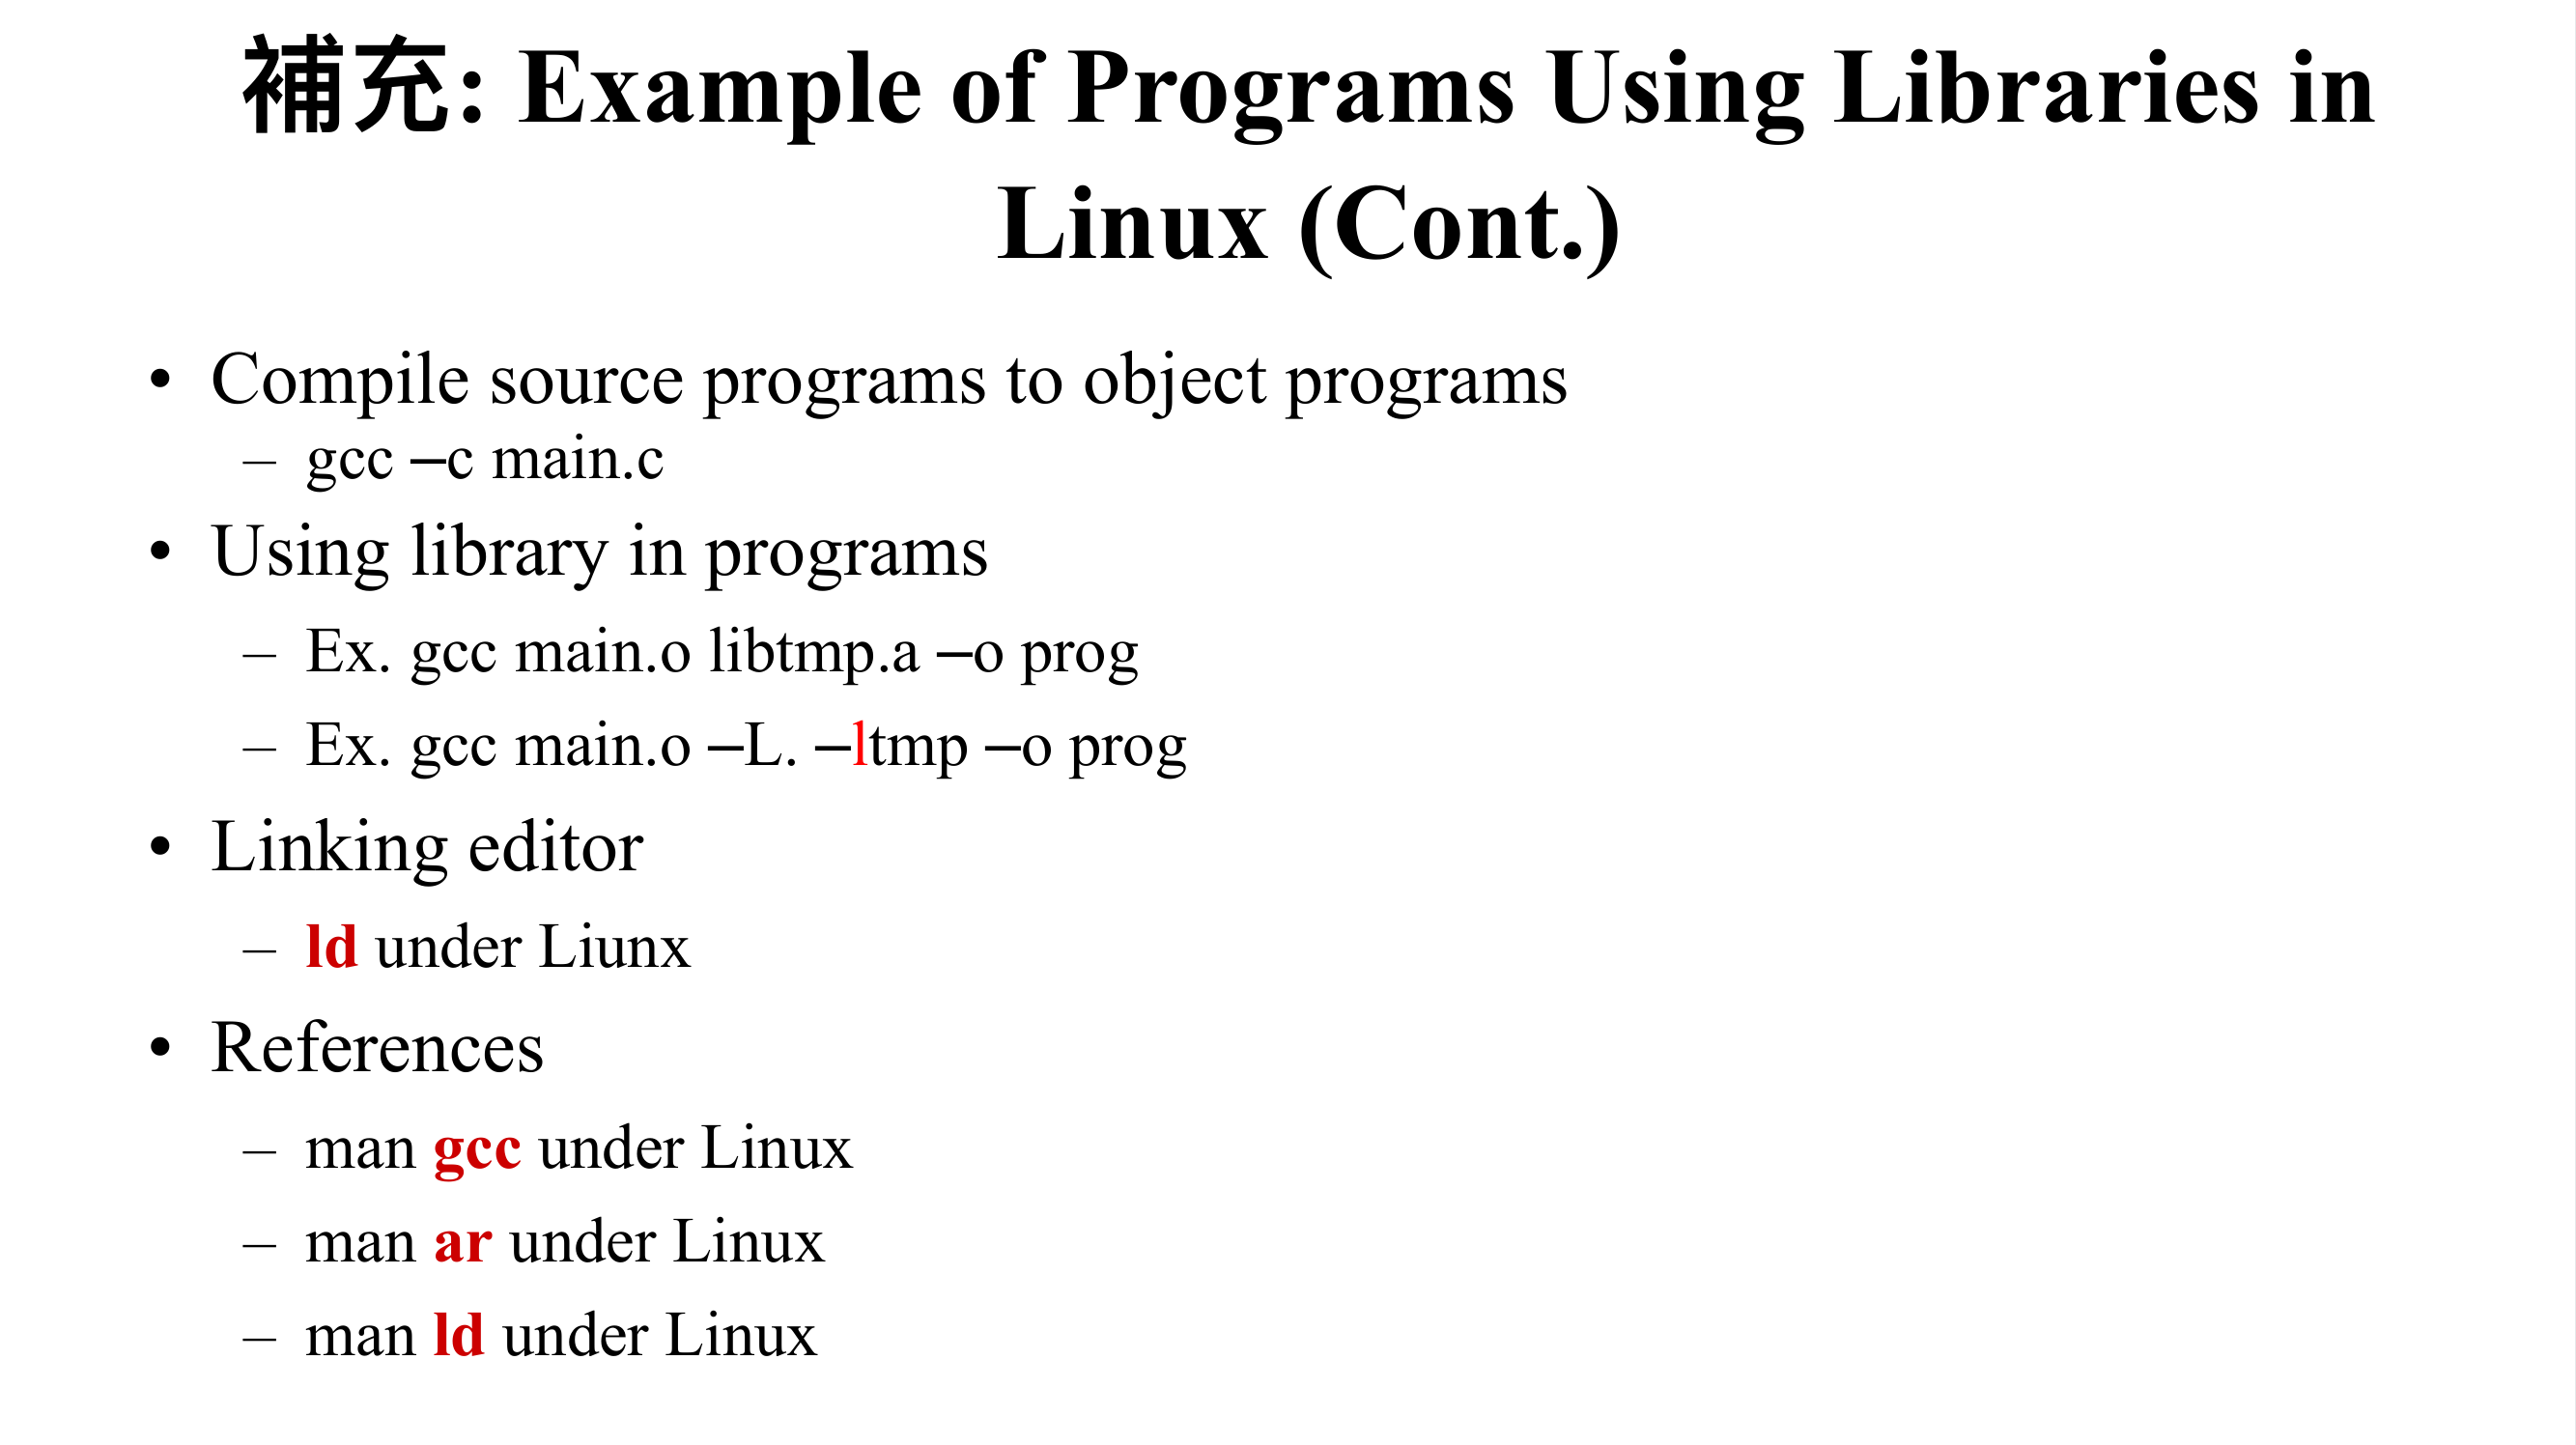 補充: Example of Programs Using Libraries in
Linux (Cont.)
• Compile source programs to object programs
– gcc –c main.c
• Using library in programs
– Ex. gcc main.o libtmp.a –o prog
– Ex. gcc main.o –L. –ltmp –o prog
• Linking editor
– ld under Liunx
• References
– man gcc under Linux
– man ar under Linux
– man ld under Linux